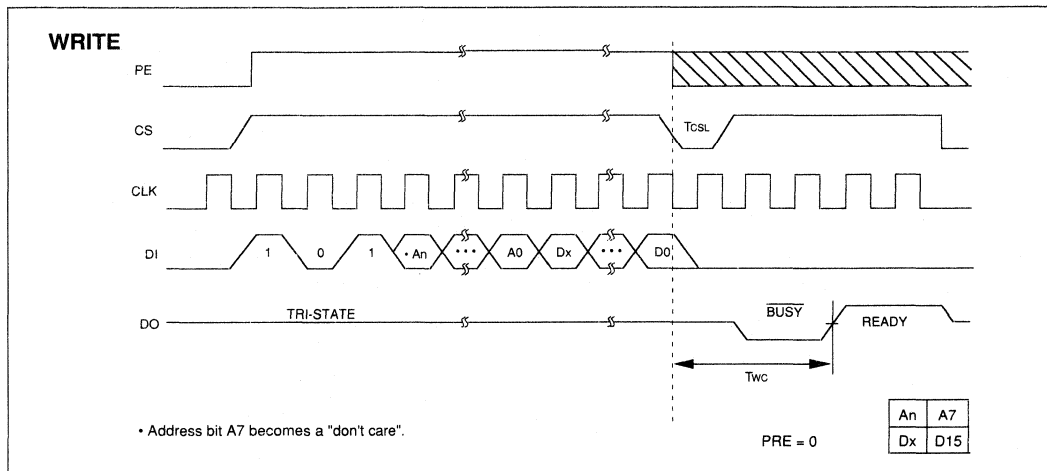 WRITE
PE
CS
TCSL
CLK
DI
1 0 1 • An • • • A0 Dx • • • D0
DO
TRI-STATE
BUSY
READY
TWC
• Address bit A7 becomes a "don't care".
PRE = 0
An A7
Dx D15